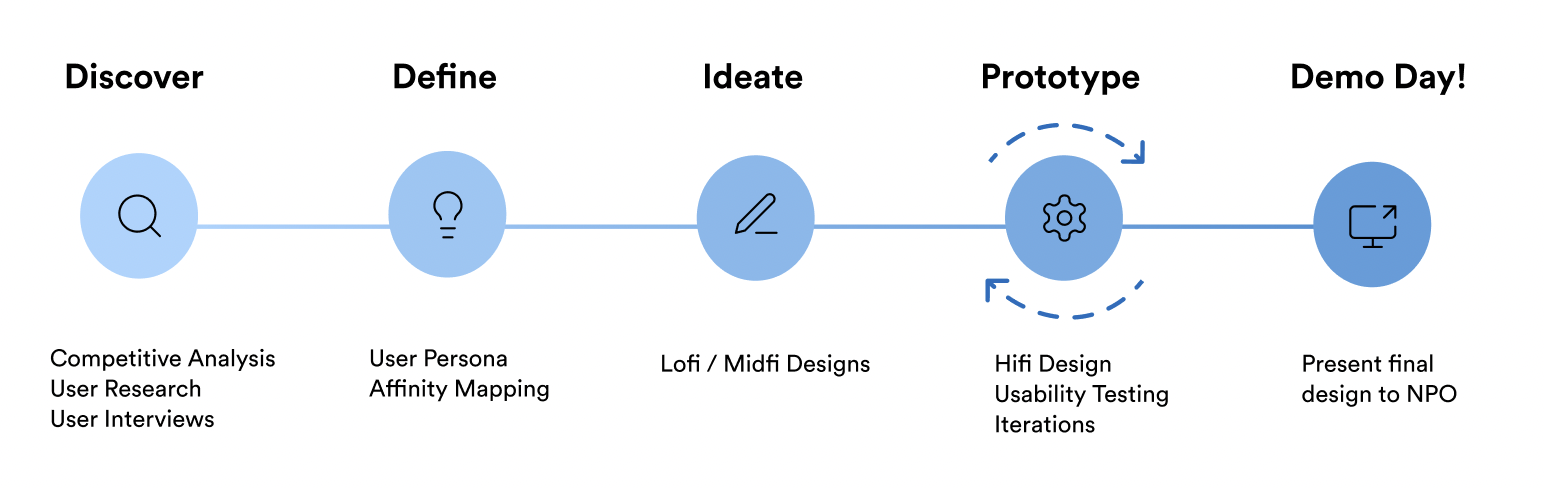 Discover
Define
Ideate
Prototype
Demo Day!
Competitive Analysis
User Research
User Interviews
User Persona
Affinity Mapping
Lofi / Midfi Designs
Hifi Design
Usability Testing
Iterations
Present final
design to NPO